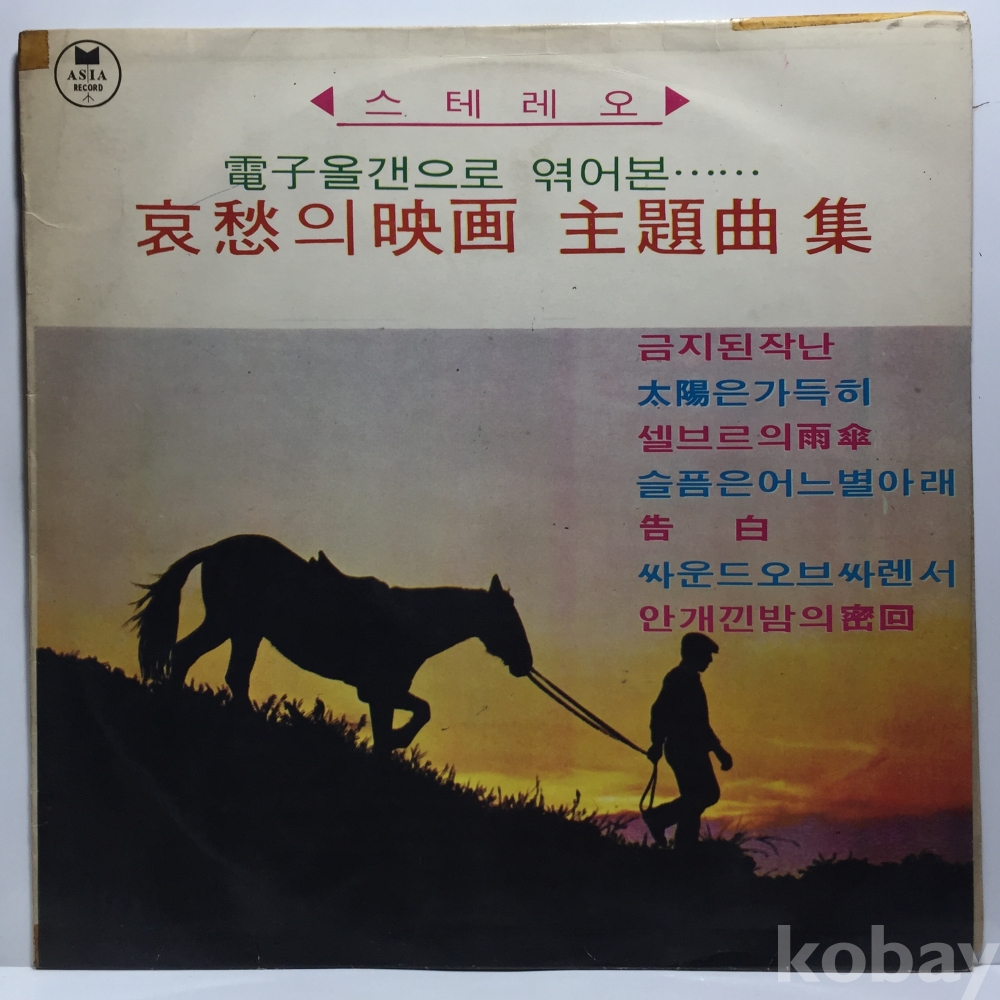 ASIA
RECORD
스테레오
電子올갠으로 엮어본……
哀愁의映画 主題曲集
금지된작난
太陽은가득히
셀브르의雨傘
슬픔은어느별아래
告 白
싸운드오브싸렌서
안개낀밤의密回
kobay